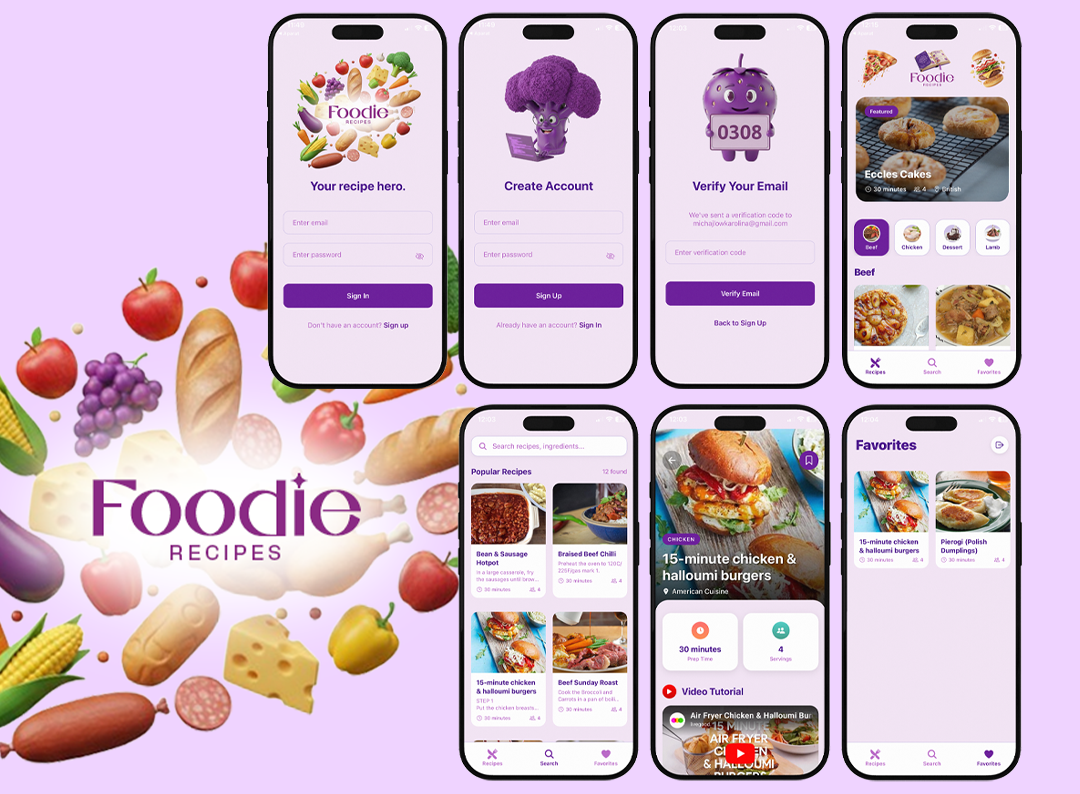 Foodie
RECIPES
Foodie
RECIPES
Your recipe hero.
Enter email
Enter password
Sign In
Don't have an account? Sign up
Create Account
Enter email
Enter password
Sign Up
Already have an account? Sign In
0308
Verify Your Email
We've sent a verification code to
michajlowkarolina@gmail.com
Enter verification code
Verify Email
Back to Sign Up
Foodie
RECIPES
Featured
Eccles Cakes
30 minutes 4 British
Beef Chicken Dessert Lamb
Beef
Recipes Search Favorites
Search recipes, ingredients...
Popular Recipes 12 found
Bean & Sausage
Hotpot
In a large casserole, fry
the sausages until brow...
30 minutes 4
Braised Beef Chilli
Preheat the oven to 120C/
225F/gas mark 1.
30 minutes 4
15-minute chicken
& halloumi burgers
STEP 1
Put the chicken breasts...
30 minutes 4
Beef Sunday Roast
Cook the Broccoli and
Carrots in a pan of boili...
30 minutes 4
Recipes Search Favorites
CHICKEN
15-minute chicken &
halloumi burgers
American Cuisine
30 minutes
Prep Time
4
Servings
Video Tutorial
Air Fryer Chicken & Halloumi Bur
15 MINUTE
AIR FRYER
CHICKEN
& HALLOUMI
BURGERS
Favorites
15-minute chicken
& halloumi burgers
30 minutes 4
Pierogi (Polish
Dumplings)
30 minutes 4
Recipes Search Favorites